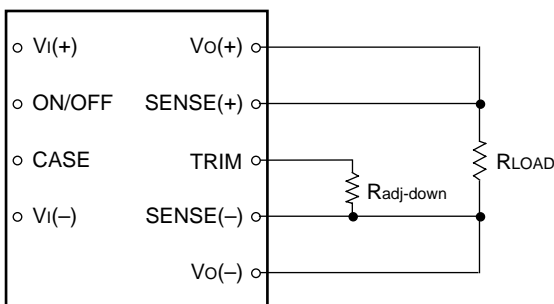 VI(+)
VO(+)
ON/OFF
SENSE(+)
CASE
TRIM
RLOAD
Radj-down
VI(–)
SENSE(–)
VO(–)